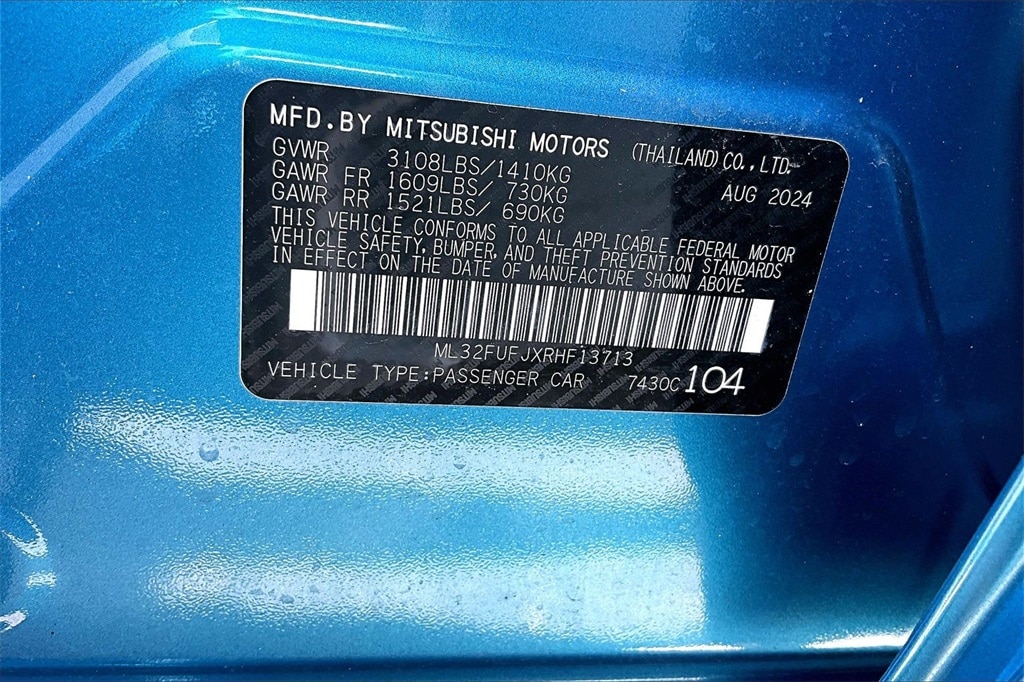 MFD.BY MITSUBISHI MOTORS (THAILAND)CO.,LTD.
GVWR 3108LBS/1410KG
AUG 2024
GAWR FR 1609LBS/ 730KG
GAWR RR 1521LBS/ 690KG
THIS VEHICLE CONFORMS TO ALL APPLICABLE FEDERAL MOTOR
VEHICLE SAFETY, BUMPER, AND THEFT PREVENTION STANDARDS
IN EFFECT ON THE DATE OF MANUFACTURE SHOWN ABOVE.
ML32FUFJXRHF13713
VEHICLE TYPE:PASSENGER CAR 7430C 104